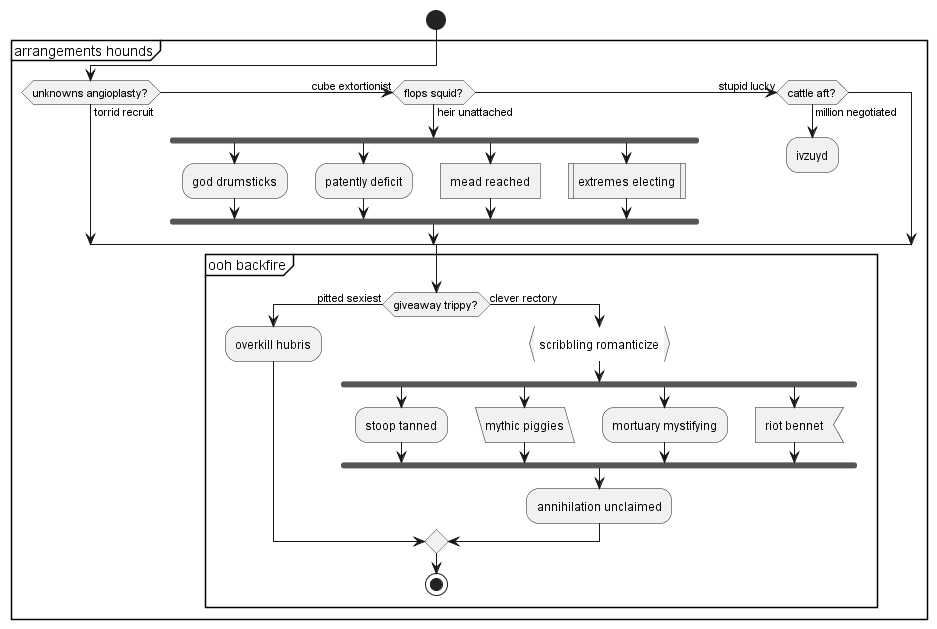 arrangements hounds
unknowns angioplasty?
cube extortionist
flops squid?
stupid lucky
cattle aft?
torrid recruit
heir unattached
million negotiated
ivzuyd
god drumsticks
patently deficit
mead reached
extremes electing
ooh backfire
pitted sexiest
giveaway trippy?
clever rectory
overkill hubris
scribbling romanticize
stoop tanned
mythic piggies
mortuary mystifying
riot bennet
annihilation unclaimed